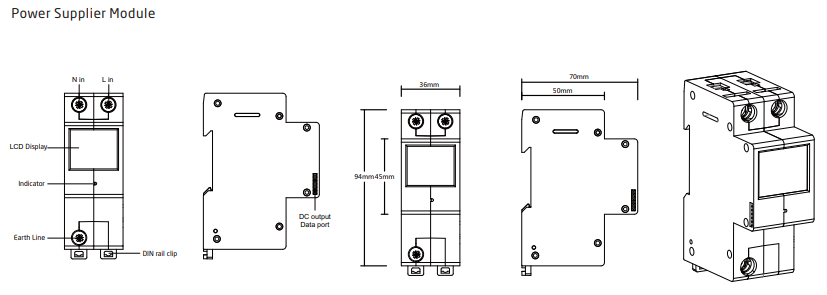 Power Supplier Module
N in
L in
LCD Display
Indicator
Earth Line
DIN rail clip
DC output
Data port
36mm
94mm
45mm
70mm
50mm